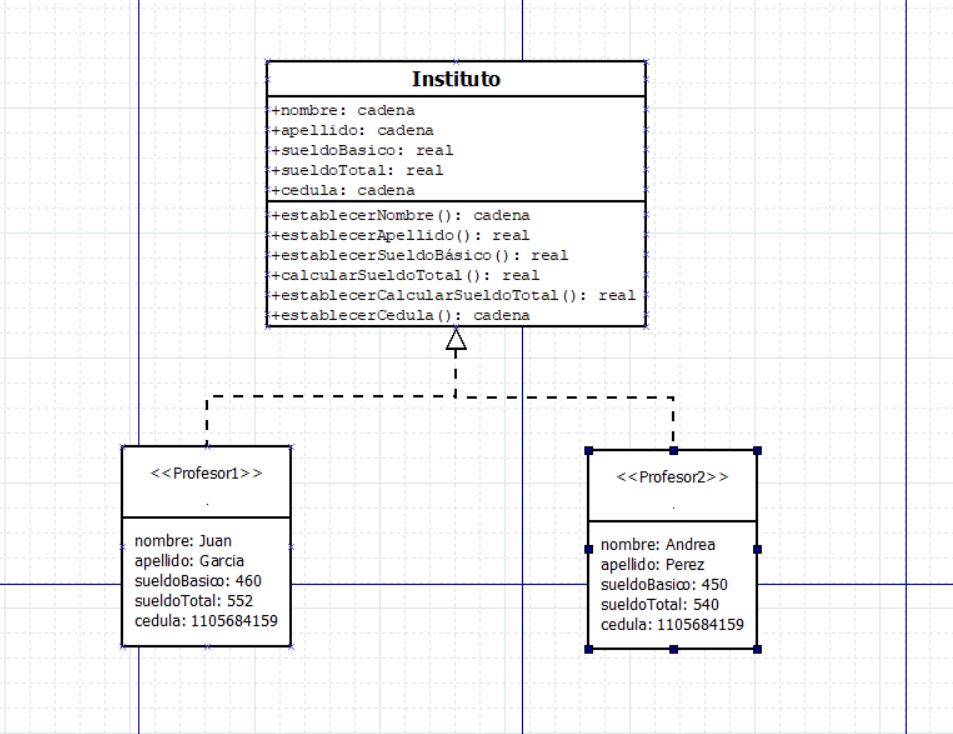 Instituto
+nombre: cadena
+apellido: cadena
+sueldoBasico: real
+sueldoTotal: real
+cedula: cadena
+establecerNombre(): cadena
+establecerApellido(): real
+establecerSueldoBásico(): real
+calcularSueldoTotal(): real
+establecerCalcularSueldoTotal(): real
+establecerCedula(): cadena
<<Profesor1>>
.
nombre: Juan
apellido: Garcia
sueldoBasico: 460
sueldoTotal: 552
cedula: 1105684159
<<Profesor2>>
.
nombre: Andrea
apellido: Perez
sueldoBasico: 450
sueldoTotal: 540
cedula: 1105684159